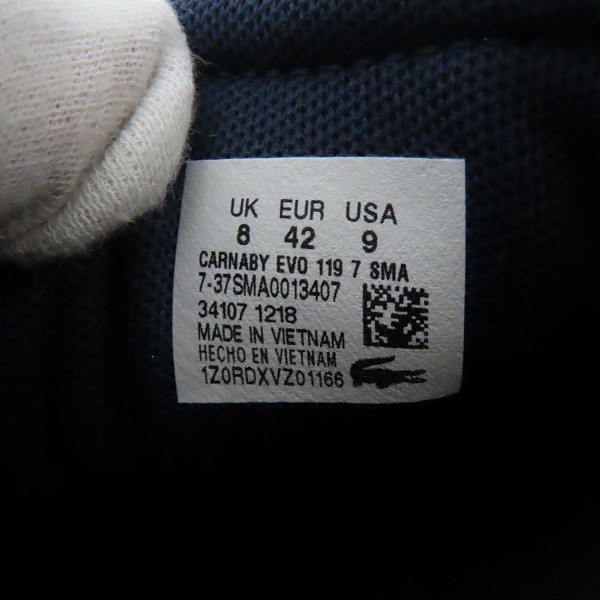 UK EUR USA
8 42 9
CARNABY EVO 119 7 SMA
7-37SMA0013407
34107 1218
MADE IN VIETNAM
HECHO EN VIETNAM
1Z0RDXVZ01166